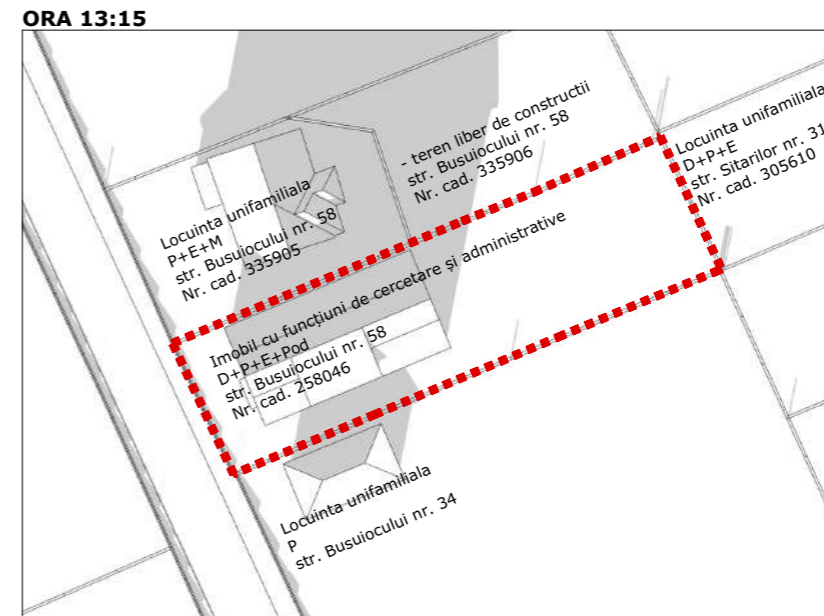 ORA 13:15
- teren liber de constructii
str. Busuiocului nr. 58
Nr. cad. 335906
Locuinta unifamiliala
D+P+E
str. Sitarilor nr. 31
Nr. cad. 305610
Locuinta unifamiliala
P+E+M
str. Busuiocului nr. 58
Nr. cad. 335905
Imobil cu funcțiuni de cercetare și administrative
D+P+E+Pod
str. Busuiocului nr. 58
Nr. cad. 258046
Locuinta unifamiliala
P
str. Busuiocului nr. 34